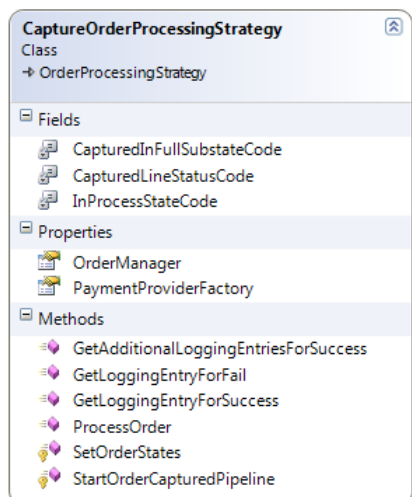 CaptureOrderProcessingStrategy
Class
OrderProcessingStrategy
Fields
CapturedInFullSubstateCode
CapturedLineStatusCode
InProcessStateCode
Properties
OrderManager
PaymentProviderFactory
Methods
GetAdditionalLoggingEntriesForSuccess
GetLoggingEntryForFail
GetLoggingEntryForSuccess
ProcessOrder
SetOrderStates
StartOrderCapturedPipeline